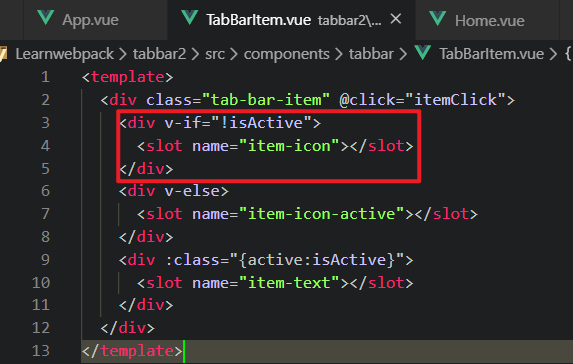 App.vue TabBarItem.vue tabbar2\... Home.vue
Learnwebpack > tabbar2 > src > components > tabbar > TabBarItem.vue > {
1 <template>
2 <div class="tab-bar-item" @click="itemClick">
3 <div v-if="!isActive">
4 <slot name="item-icon"></slot>
5 </div>
6 <div v-else>
7 <slot name="item-icon-active"></slot>
8 </div>
9 <div :class="{active:isActive}">
10 <slot name="item-text"></slot>
11 </div>
12 </div>
13 </template>